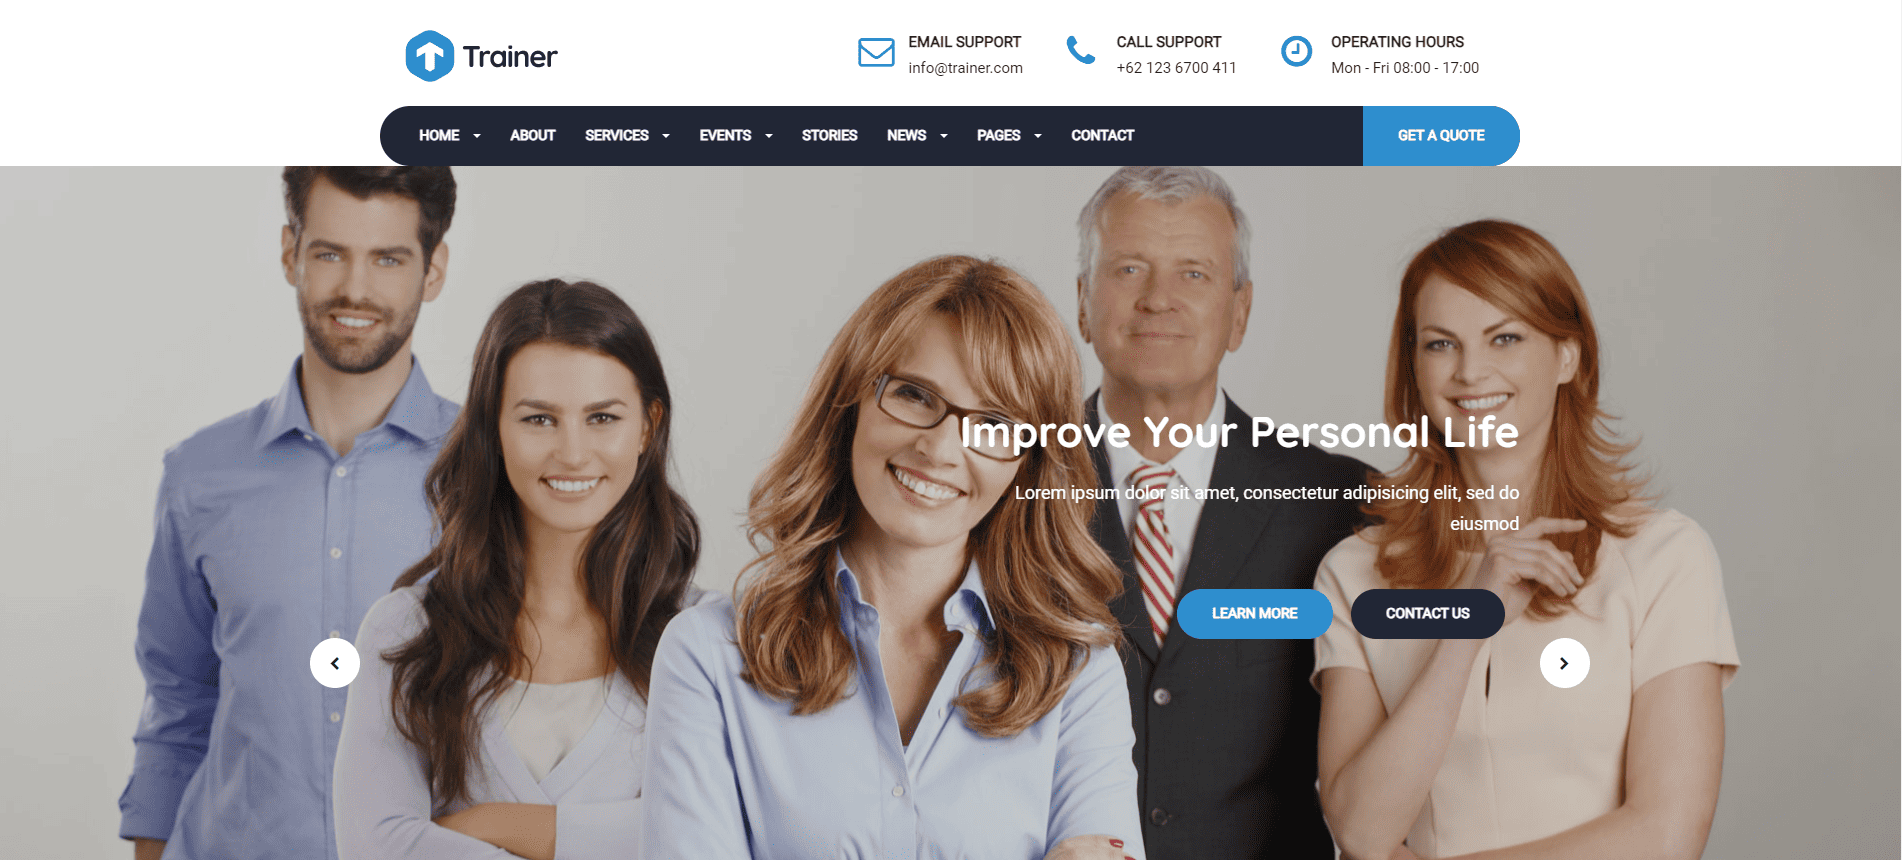 Trainer
EMAIL SUPPORT
info@trainer.com
CALL SUPPORT
+62 123 6700 411
OPERATING HOURS
Mon - Fri 08:00 - 17:00
HOME ABOUT SERVICES EVENTS STORIES NEWS PAGES CONTACT GET A QUOTE
Improve Your Personal Life
Lorem ipsum dolor sit amet, consectetur adipisicing elit, sed do
eiusmod
LEARN MORE CONTACT US